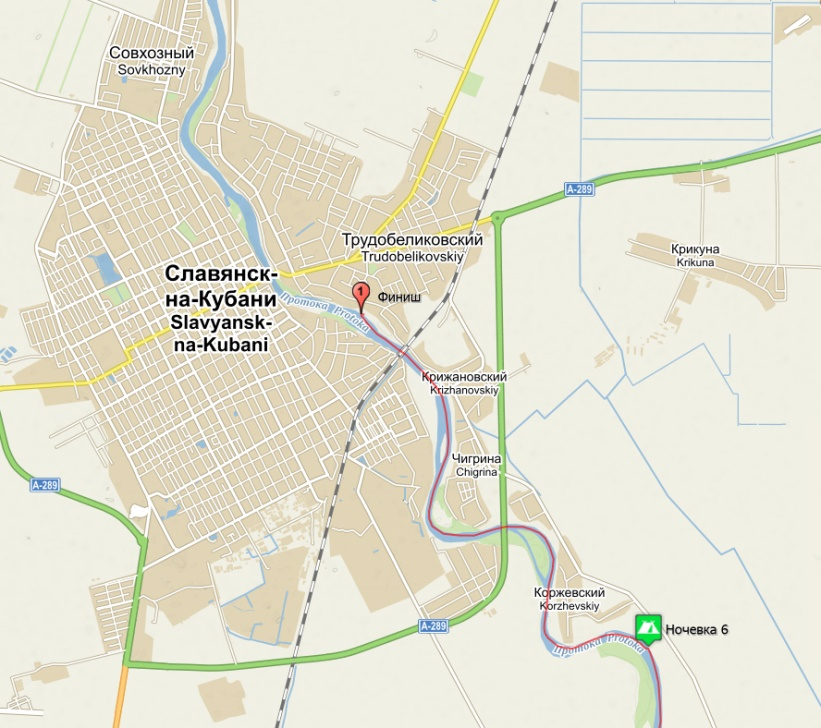 Совхозный
Sovkhozny
А-289
Трудобеликовский
Trudobelikovskiy
Крикуна
Krikuna
Славянск-
на-Кубани
Slavyansk-
na-Kubani
1
Финиш
Протока Protoka
Крижановский
Krizhanovskiy
Чигрина
Chigrina
А-289
Коржевский
Korzhevskiy
А-289
Ночевка 6
Протока Protoka